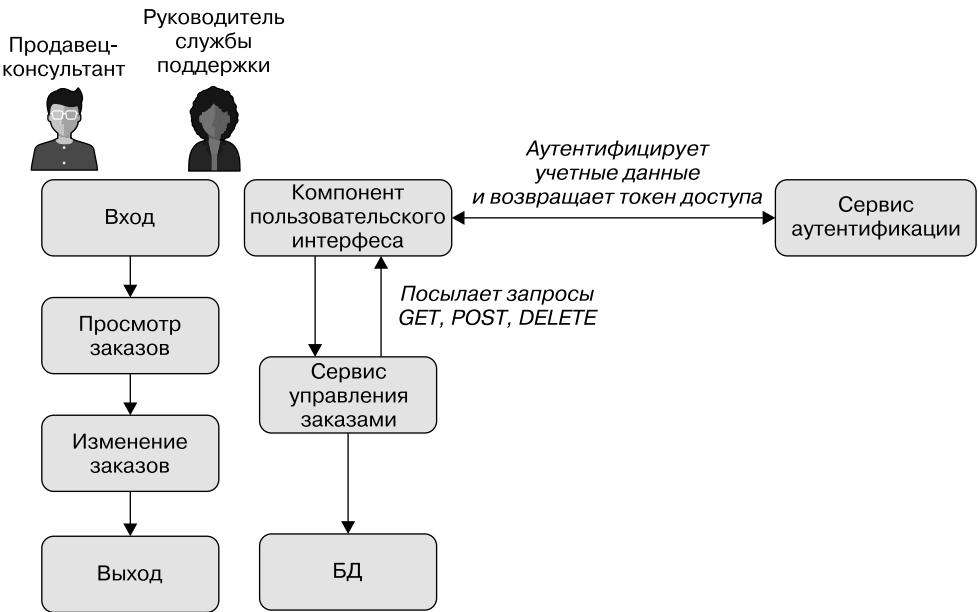 Продавец-
консультант
Руководитель
службы
поддержки
Вход
Просмотр
заказов
Изменение
заказов
Выход
Компонент
пользовательского
интерфеса
Аутентифицирует
учетные данные
и возвращает токен доступа
Сервис
аутентификации
Посылает запросы
GET, POST, DELETE
Сервис
управления
заказами
БД